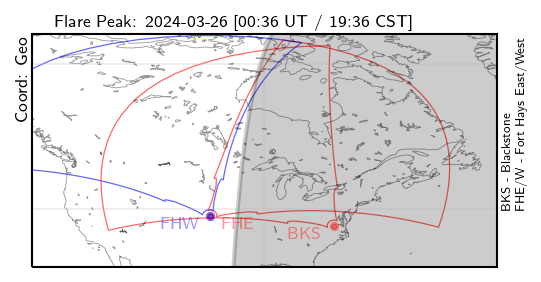 Flare Peak: 2024-03-26 [00:36 UT / 19:36 CST]
Coord: Geo
FHW
FHE
BKS
BKS - Blackstone
FHE/W - Fort Hays East/West